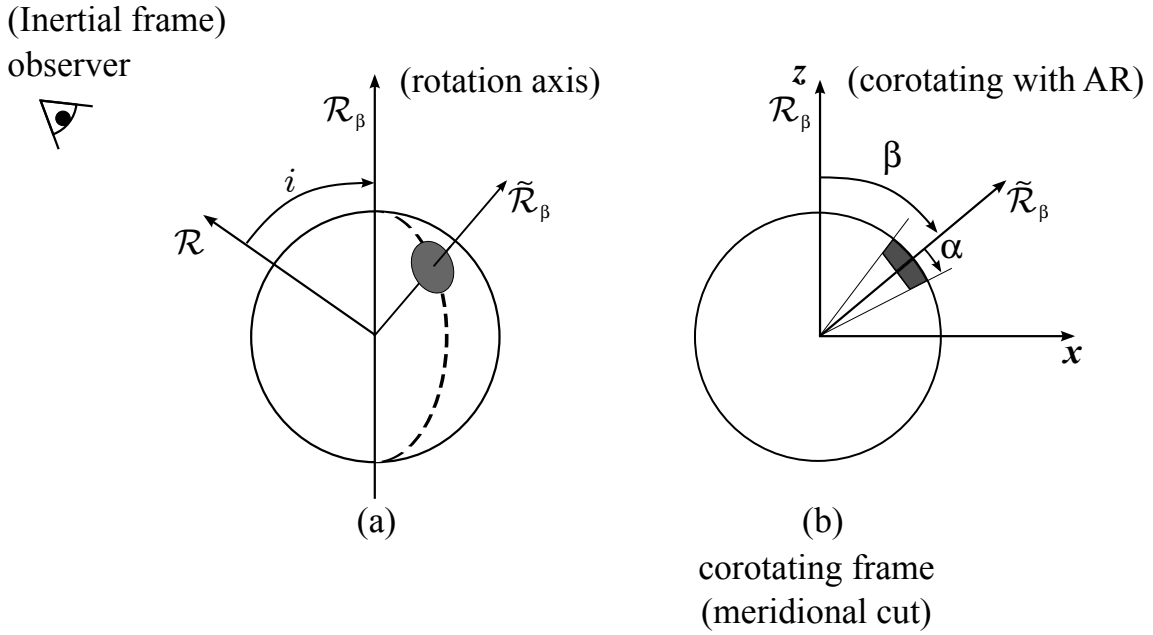 (Inertial frame)
observer
(rotation axis)
ℛ_β
i
ℛ̃_β
ℛ
(a)
z
(corotating with AR)
ℛ_β
β
ℛ̃_β
α
x
(b)
corotating frame
(meridional cut)